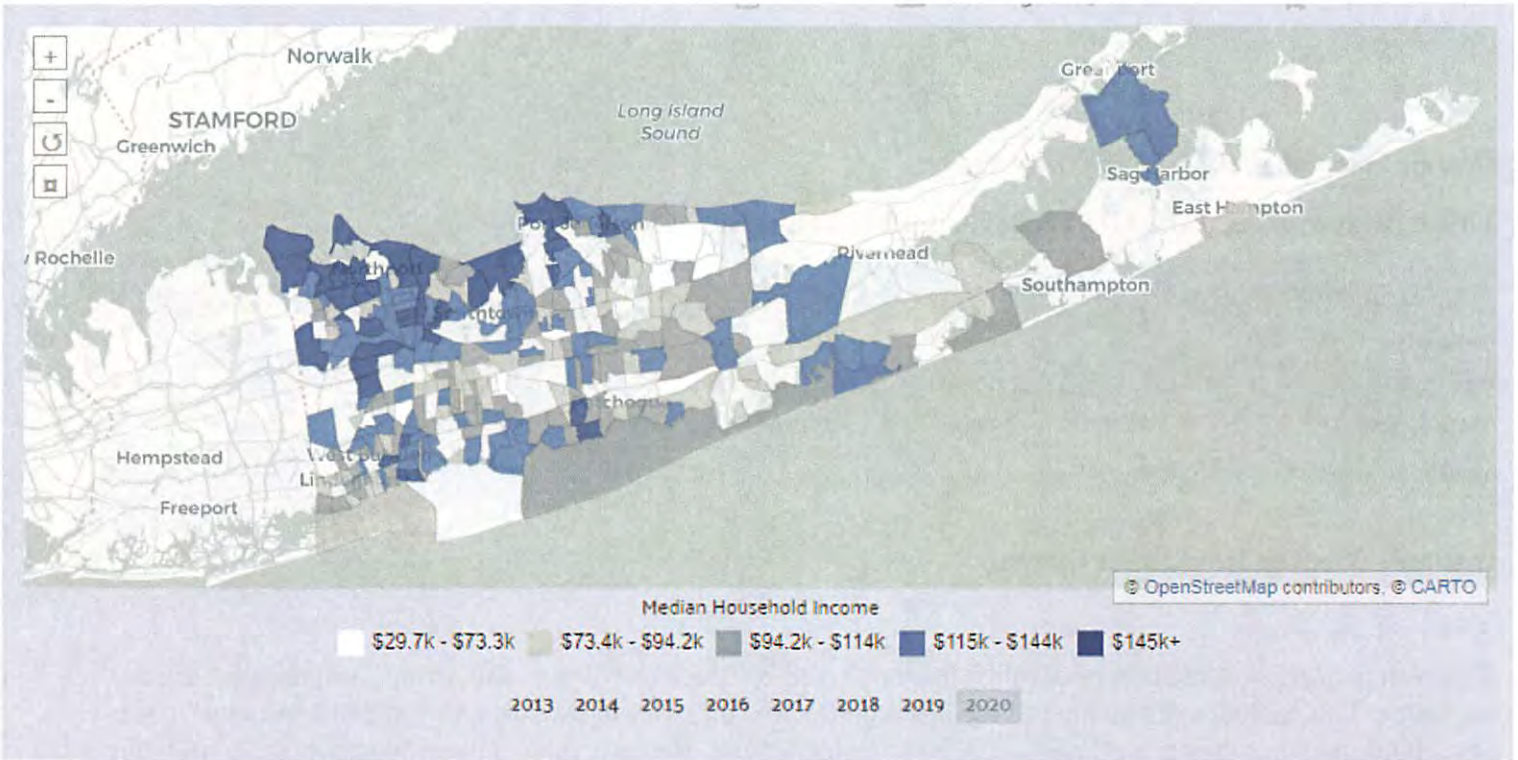 +
-
Norwalk
STAMFORD
Greenwich
Long Island
Sound
Sag Harbor
East Hampton
Rochelle
Riverhead
Southampton
Hempstead
Freeport
© OpenStreetMap contributors, © CARTO
Median Household Income
$29.7k - $73.3k $73.4k - $94.2k $94.2k - $114k $115k - $144k $145k+
2013 2014 2015 2016 2017 2018 2019 2020